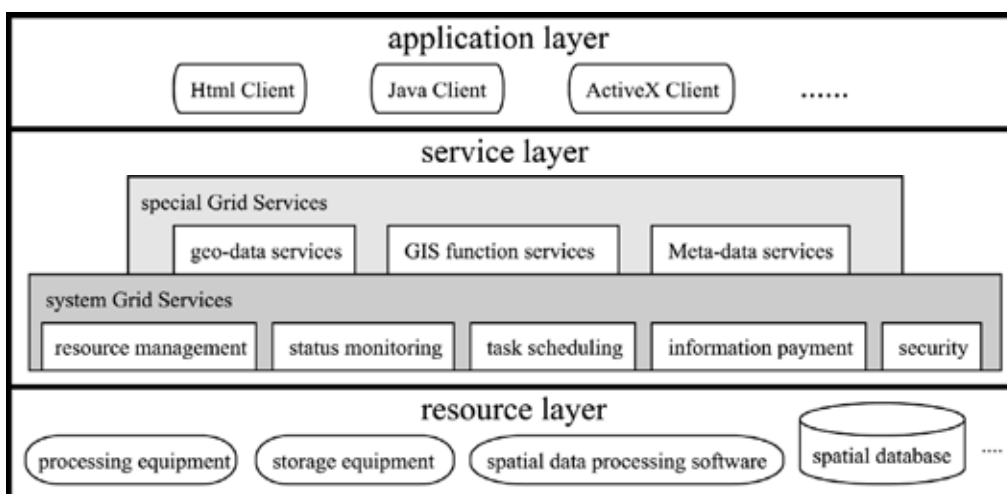 application layer
Html Client Java Client ActiveX Client ......
service layer
special Grid Services
geo-data services GIS function services Meta-data services
system Grid Services
resource management status monitoring task scheduling information payment security
resource layer
processing equipment storage equipment spatial data processing software spatial database ....